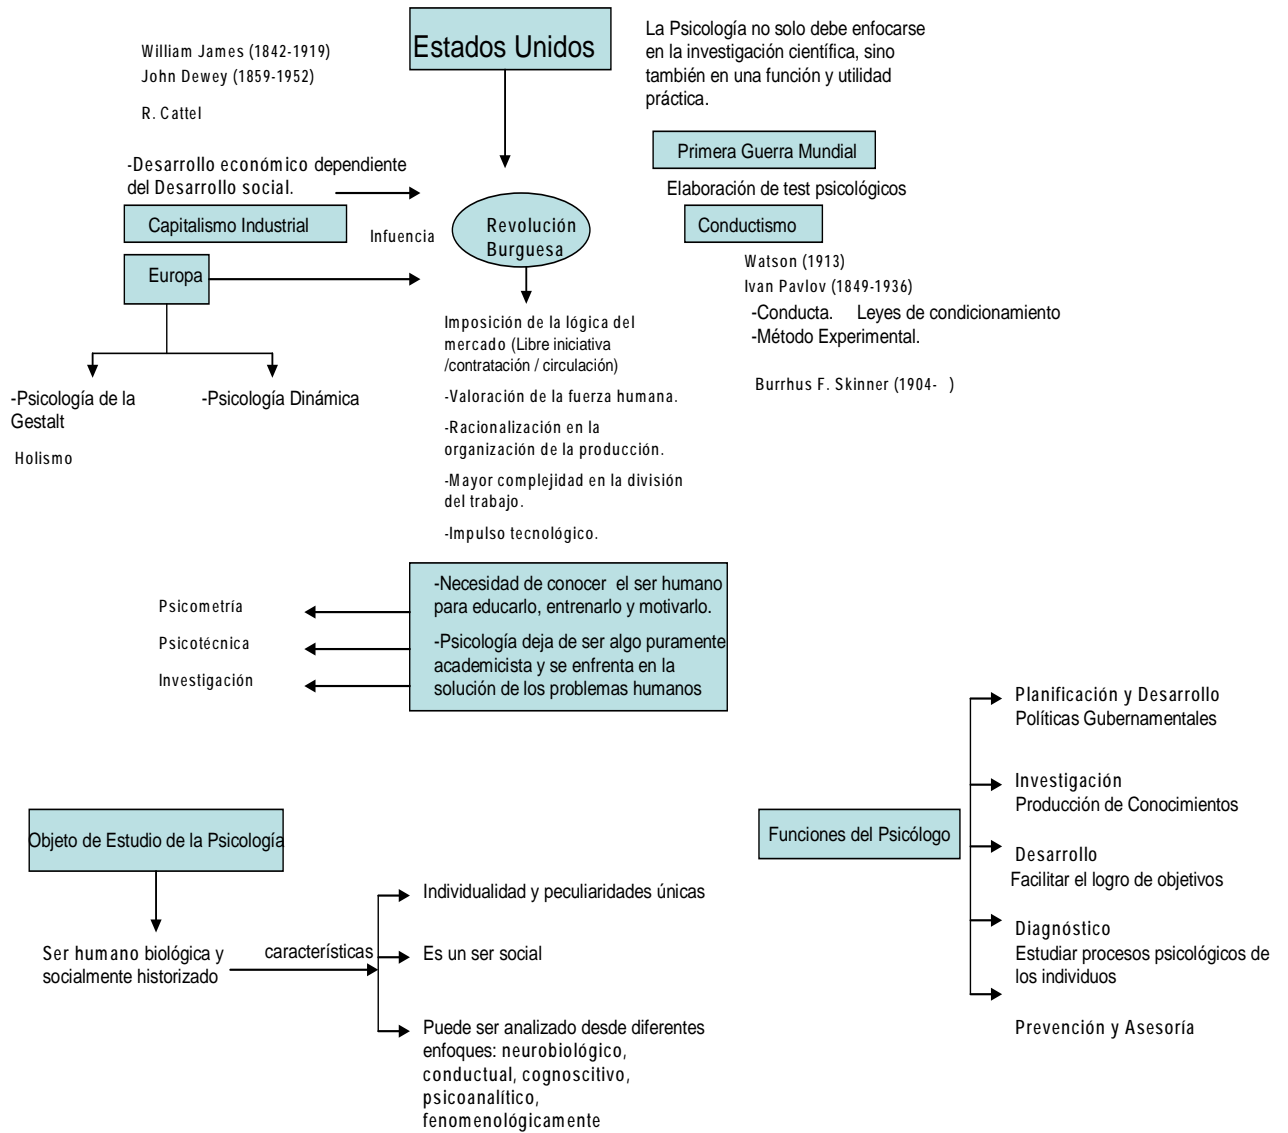 Estados Unidos
William James (1842-1919)
John Dewey (1859-1952)
R. Cattel
La Psicología no solo debe enfocarse
en la investigación científica, sino
también en una función y utilidad
práctica.
-Desarrollo económico dependiente
del Desarrollo social.
Capitalismo Industrial
Infuencia
Europa
-Psicología de la
Gestalt
Holismo
-Psicología Dinámica
Revolución
Burguesa
Imposición de la lógica del
mercado (Libre iniciativa
/contratación / circulación)
-Valoración de la fuerza humana.
-Racionalización en la
organización de la producción.
-Mayor complejidad en la división
del trabajo.
-Impulso tecnológico.
Primera Guerra Mundial
Elaboración de test psicológicos
Conductismo
Watson (1913)
Ivan Pavlov (1849-1936)
-Conducta. Leyes de condicionamiento
-Método Experimental.
Burrhus F. Skinner (1904- )
-Necesidad de conocer el ser humano
para educarlo, entrenarlo y motivarlo.
-Psicología deja de ser algo puramente
academicista y se enfrenta en la
solución de los problemas humanos
Psicometría
Psicotécnica
Investigación
Objeto de Estudio de la Psicología
Ser humano biológica y
socialmente historizado
características
Individualidad y peculiaridades únicas
Es un ser social
Puede ser analizado desde diferentes
enfoques: neurobiológico,
conductual, cognoscitivo,
psicoanalítico,
fenomenológicamente
Funciones del Psicólogo
Planificación y Desarrollo
Políticas Gubernamentales
Investigación
Producción de Conocimientos
Desarrollo
Facilitar el logro de objetivos
Diagnóstico
Estudiar procesos psicológicos de
los individuos
Prevención y Asesoría